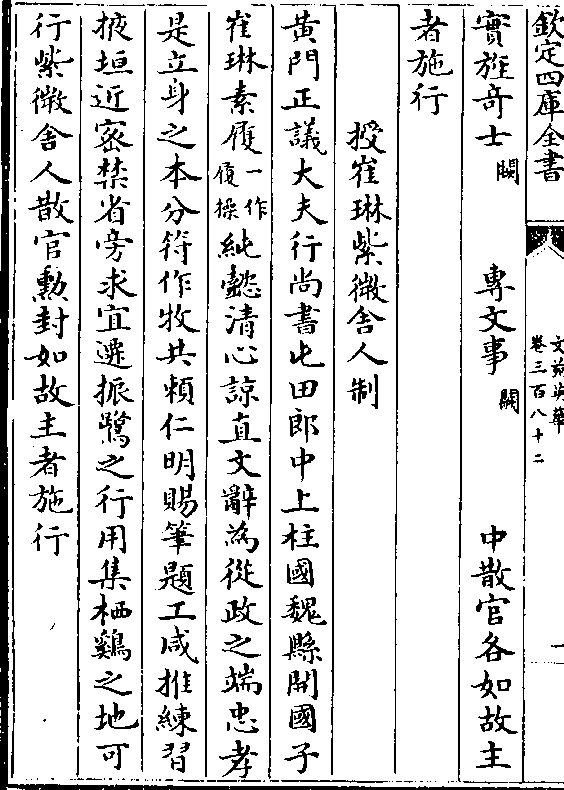 欽定四庫全書
文苑英華
卷三百八十二
一
實旌奇士闕 專文事闕 中散官各如故主
者施行
授崔琳紫微舍人制
黄門正議大夫行尚書屯田郎中上柱國魏縣開國子
崔琳素履一作履操純懿清心諒直文辭為從政之端忠孝
是立身之本分符作牧共頼仁明賜筆題工咸推練習
掖垣近宻禁省旁求宜遷振鷺之行用集栖鷄之地可
行紫微舍人散官勲封如故主者施行